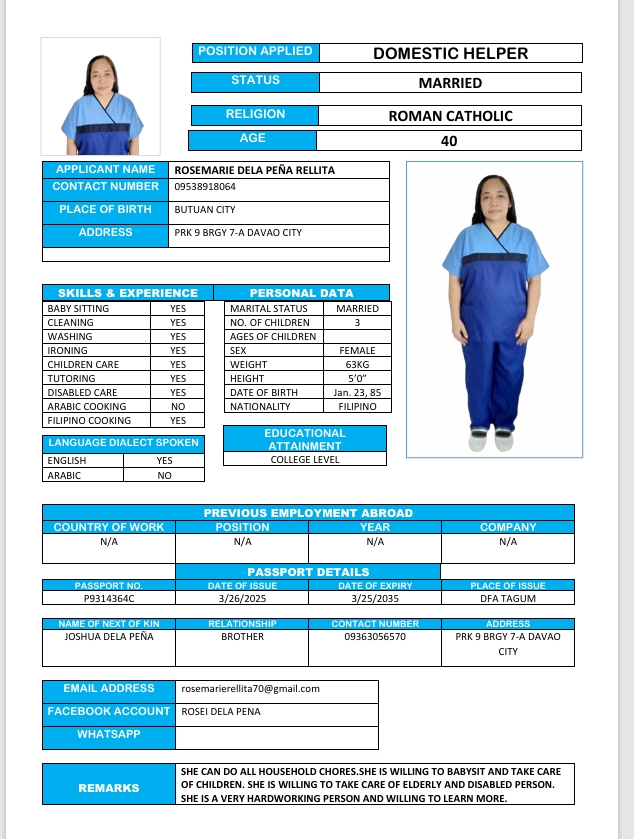 POSITION APPLIED DOMESTIC HELPER
STATUS MARRIED
RELIGION ROMAN CATHOLIC
AGE 40
APPLICANT NAME ROSEMARIE DELA PEÑA RELLITA
CONTACT NUMBER 09538918064
PLACE OF BIRTH BUTUAN CITY
ADDRESS PRK 9 BRGY 7-A DAVAO CITY
SKILLS & EXPERIENCE
BABY SITTING YES
CLEANING YES
WASHING YES
IRONING YES
CHILDREN CARE YES
TUTORING YES
DISABLED CARE YES
ARABIC COOKING NO
FILIPINO COOKING YES
LANGUAGE DIALECT SPOKEN
ENGLISH YES
ARABIC NO
PERSONAL DATA
MARITAL STATUS MARRIED
NO. OF CHILDREN 3
AGES OF CHILDREN
SEX FEMALE
WEIGHT 63KG
HEIGHT 5’0”
DATE OF BIRTH Jan. 23, 85
NATIONALITY FILIPINO
EDUCATIONAL
ATTAINMENT
COLLEGE LEVEL
PREVIOUS EMPLOYMENT ABROAD
COUNTRY OF WORK POSITION YEAR COMPANY
N/A N/A N/A N/A
PASSPORT DETAILS
PASSPORT NO. DATE OF ISSUE DATE OF EXPIRY PLACE OF ISSUE
P9314364C 3/26/2025 3/25/2035 DFA TAGUM
NAME OF NEXT OF KIN RELATIONSHIP CONTACT NUMBER ADDRESS
JOSHUA DELA PEÑA BROTHER 09363056570 PRK 9 BRGY 7-A DAVAO
CITY
EMAIL ADDRESS rosemarierellita70@gmail.com
FACEBOOK ACCOUNT ROSEI DELA PENA
WHATSAPP
REMARKS
SHE CAN DO ALL HOUSEHOLD CHORES.SHE IS WILLING TO BABYSIT AND TAKE CARE
OF CHILDREN. SHE IS WILLING TO TAKE CARE OF ELDERLY AND DISABLED PERSON.
SHE IS A VERY HARDWORKING PERSON AND WILLING TO LEARN MORE.